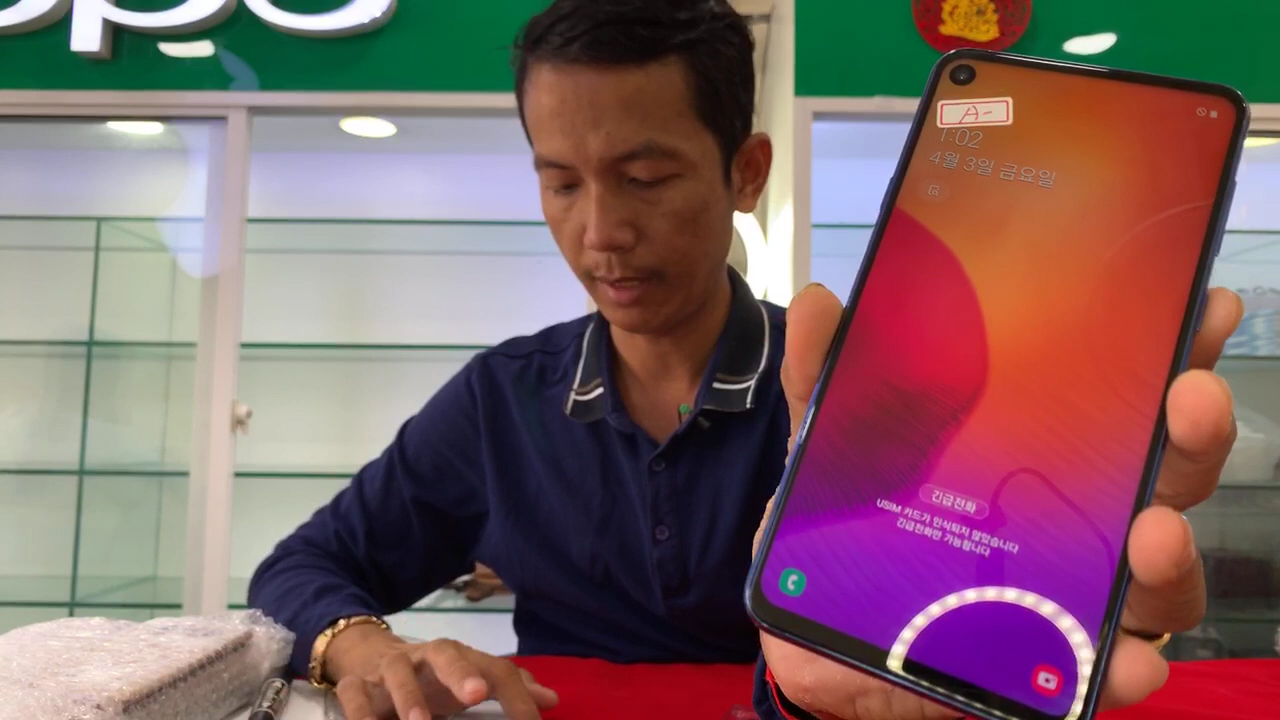 oppo
A-
1:02
4월 3일 금요일
긴급전화
USIM 카드가 인식되지 않았습니다
긴급전화만 가능합니다